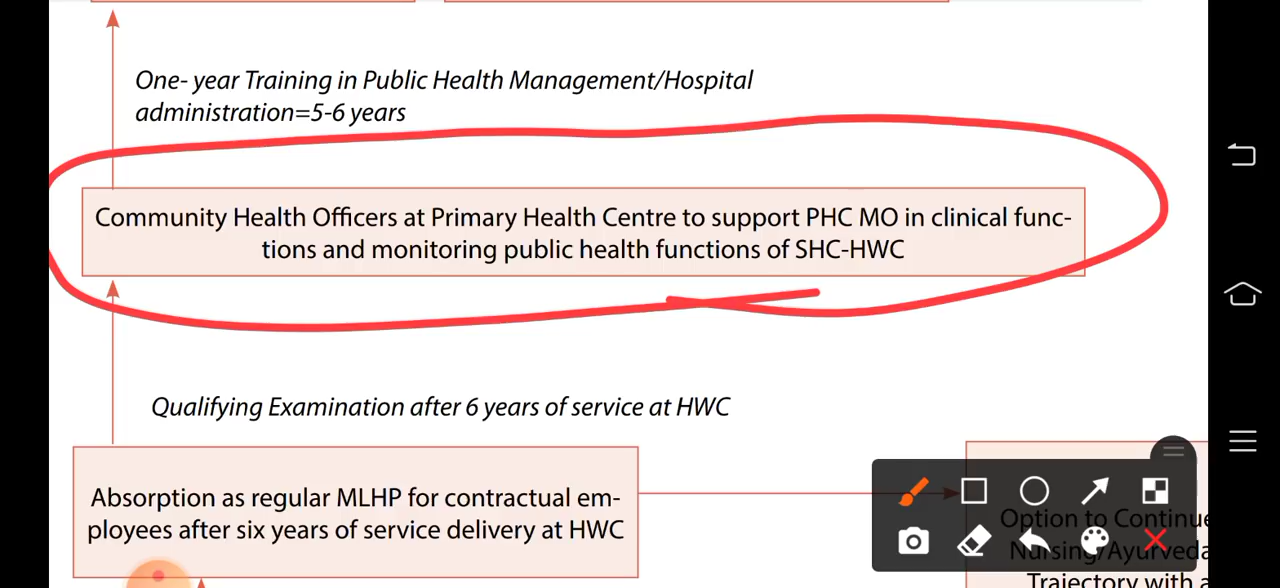 One- year Training in Public Health Management/Hospital
administration=5-6 years
Community Health Officers at Primary Health Centre to support PHC MO in clinical func-
tions and monitoring public health functions of SHC-HWC
Qualifying Examination after 6 years of service at HWC
Absorption as regular MLHP for contractual em-
ployees after six years of service delivery at HWC
Option to Continue
Nursing/Ayurveda
Trajectory with a